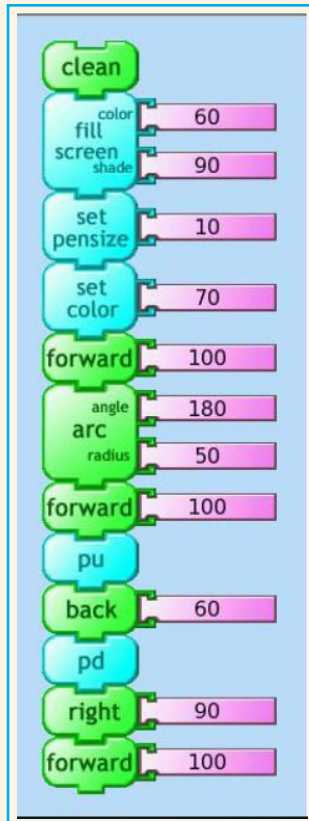 clean
color 60
fill
screen
shade 90
set
pensize 10
set
color 70
forward 100
angle 180
arc
radius 50
forward 100
pu
back 60
pd
right 90
forward 100